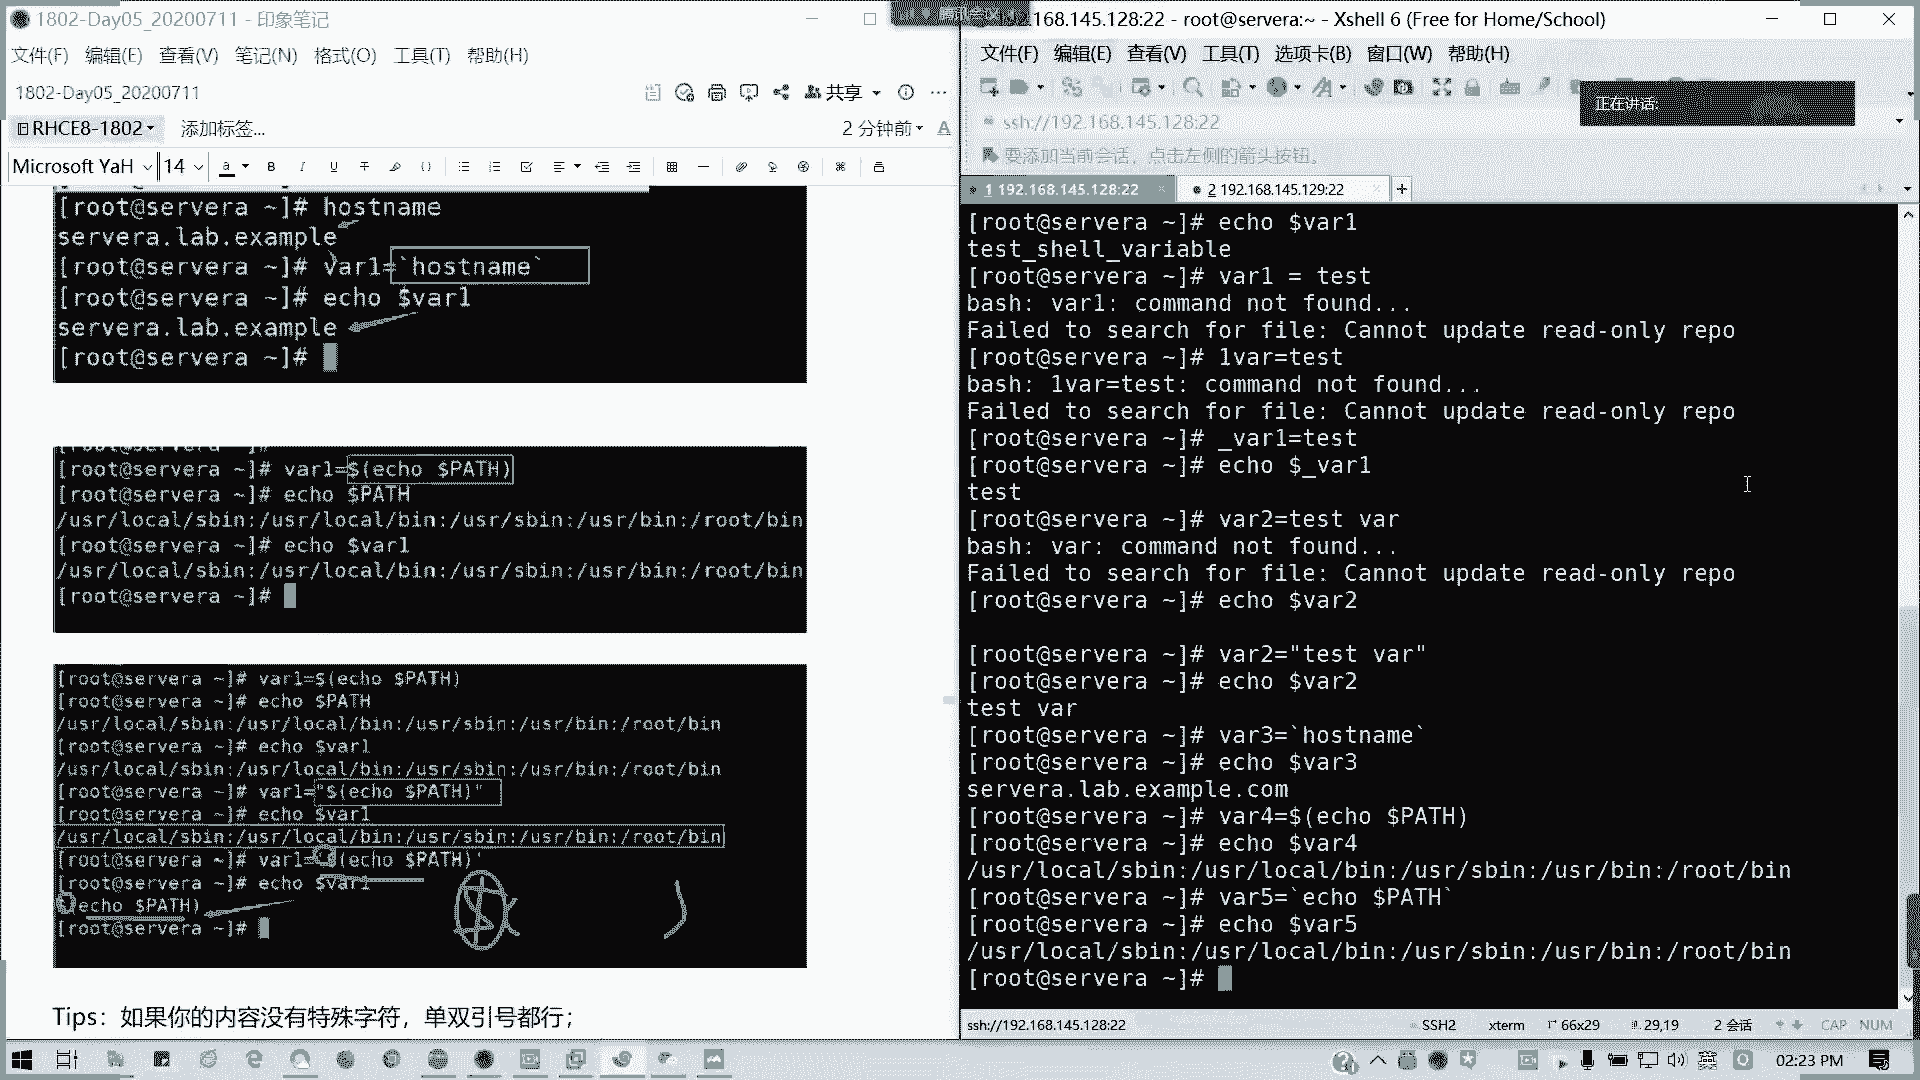 1802-Day05_20200711 - 印象笔记
文件(F) 编辑(E) 查看(V) 笔记(N) 格式(O) 工具(T) 帮助(H)
1802-Day05_20200711
共享
RHCE8-1802
添加标签...
2 分钟前
Microsoft YaH
14
[root@servera ~]# hostname
servera.lab.example
[root@servera ~]# var1=`hostname`
[root@servera ~]# echo $var1
servera.lab.example
[root@servera ~]#
[root@servera ~]# var1=$(echo $PATH)
[root@servera ~]# echo $PATH
/usr/local/sbin:/usr/local/bin:/usr/sbin:/usr/bin:/root/bin
[root@servera ~]# echo $var1
/usr/local/sbin:/usr/local/bin:/usr/sbin:/usr/bin:/root/bin
[root@servera ~]#
[root@servera ~]# var1=$(echo $PATH)
[root@servera ~]# echo $PATH
/usr/local/sbin:/usr/local/bin:/usr/sbin:/usr/bin:/root/bin
[root@servera ~]# echo $var1
/usr/local/sbin:/usr/local/bin:/usr/sbin:/usr/bin:/root/bin
[root@servera ~]# var1="$(echo $PATH)"
[root@servera ~]# echo $var1
/usr/local/sbin:/usr/local/bin:/usr/sbin:/usr/bin:/root/bin
[root@servera ~]# var1=(echo $PATH)'
[root@servera ~]# echo $var1
(echo $PATH)
[root@servera ~]#
$
)
Tips：如果你的内容没有特殊字符，单双引号都行；
腾讯会议
.168.145.128:22 - root@servera:~ - Xshell 6 (Free for Home/School)
文件(F) 编辑(E) 查看(V) 工具(T) 选项卡(B) 窗口(W) 帮助(H)
正在讲话:
ssh://192.168.145.128:22
要添加当前会话，点击左侧的箭头按钮。
1 192.168.145.128:22
2 192.168.145.129:22
[root@servera ~]# echo $var1
test_shell_variable
[root@servera ~]# var1 = test
bash: var1: command not found...
Failed to search for file: Cannot update read-only repo
[root@servera ~]# 1var=test
bash: 1var=test: command not found...
Failed to search for file: Cannot update read-only repo
[root@servera ~]# _var1=test
[root@servera ~]# echo $_var1
test
[root@servera ~]# var2=test var
bash: var: command not found...
Failed to search for file: Cannot update read-only repo
[root@servera ~]# echo $var2
[root@servera ~]# var2="test var"
[root@servera ~]# echo $var2
test var
[root@servera ~]# var3=`hostname`
[root@servera ~]# echo $var3
servera.lab.example.com
[root@servera ~]# var4=$(echo $PATH)
[root@servera ~]# echo $var4
/usr/local/sbin:/usr/local/bin:/usr/sbin:/usr/bin:/root/bin
[root@servera ~]# var5=`echo $PATH`
[root@servera ~]# echo $var5
/usr/local/sbin:/usr/local/bin:/usr/sbin:/usr/bin:/root/bin
[root@servera ~]#
ssh://192.168.145.128:22
SSH2
xterm
66x29
29,19
2 会话
CAP NUM
英
02:23 PM